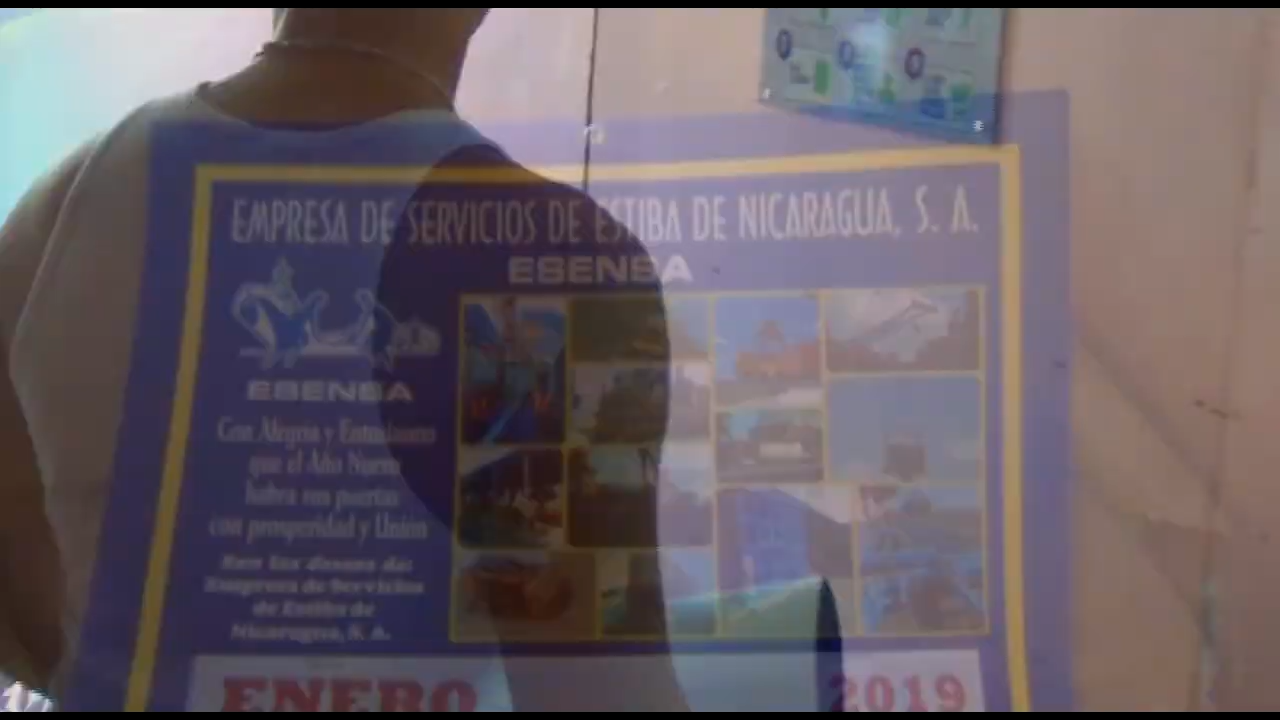 EMPRESA DE SERVICIOS DE ESTIBA DE NICARAGUA, S. A.
ESENSA
ESENSA
Con Alegria y Entusiasmo
que el Año Nuevo
habra sus puertas
con prosperidad y Unión
Son los deseos de:
Empresa de Servicios
de Estiba de
Nicaragua, S. A.
ENERO 2019